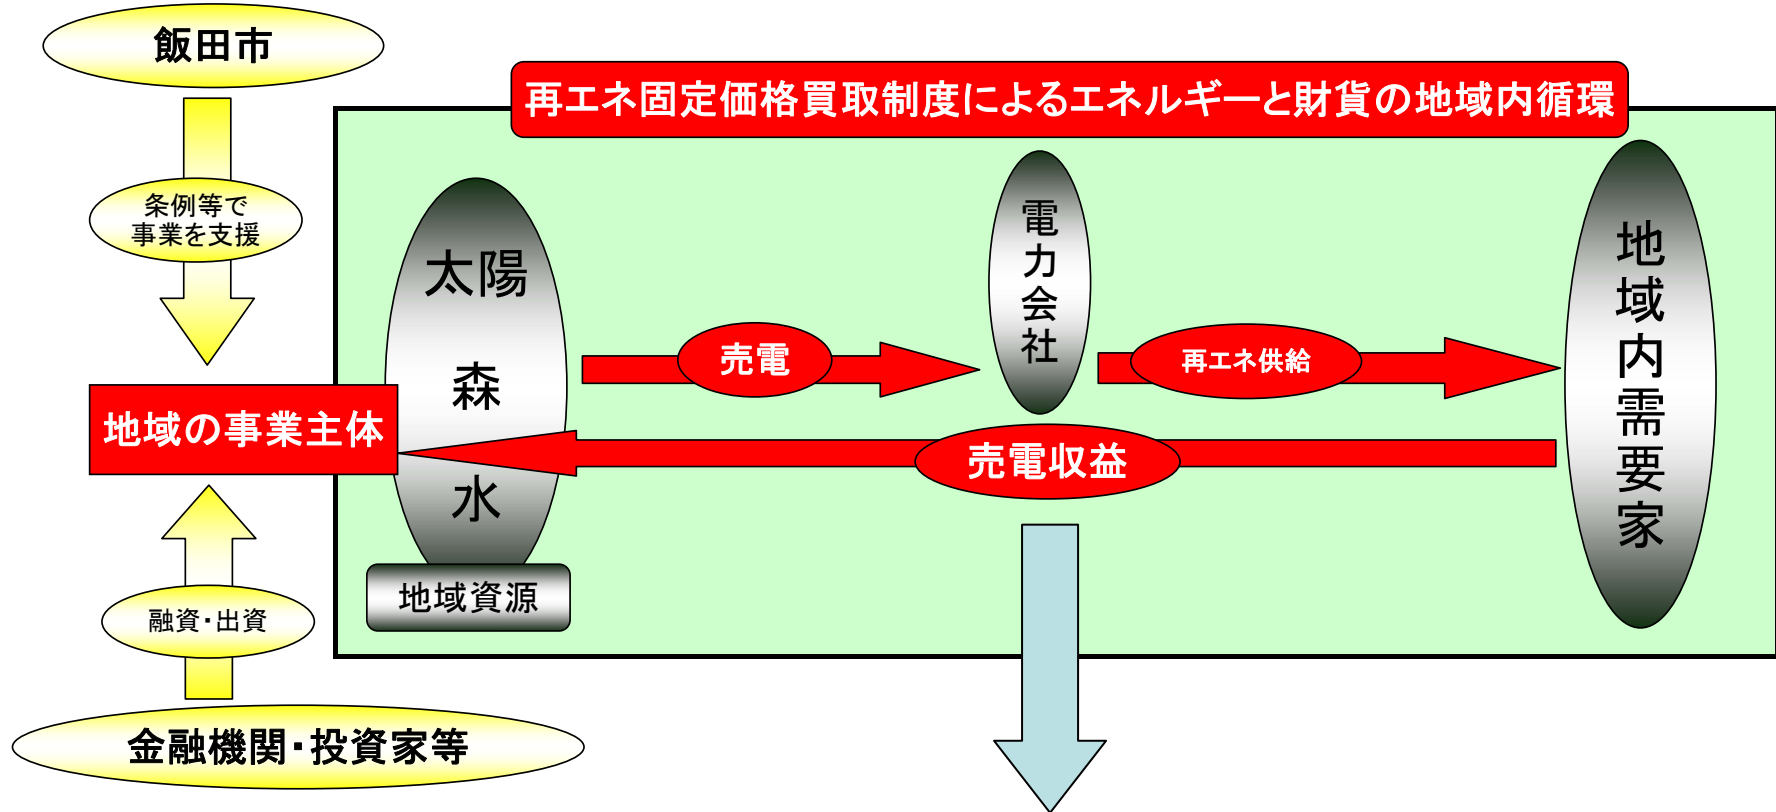 飯田市
再エネ固定価格買取制度によるエネルギーと財貨の地域内循環
条例等で
事業を支援
太陽
森
水
地域資源
電力会社
地域内需要家
売電
再エネ供給
地域の事業主体
売電収益
融資・出資
金融機関・投資家等